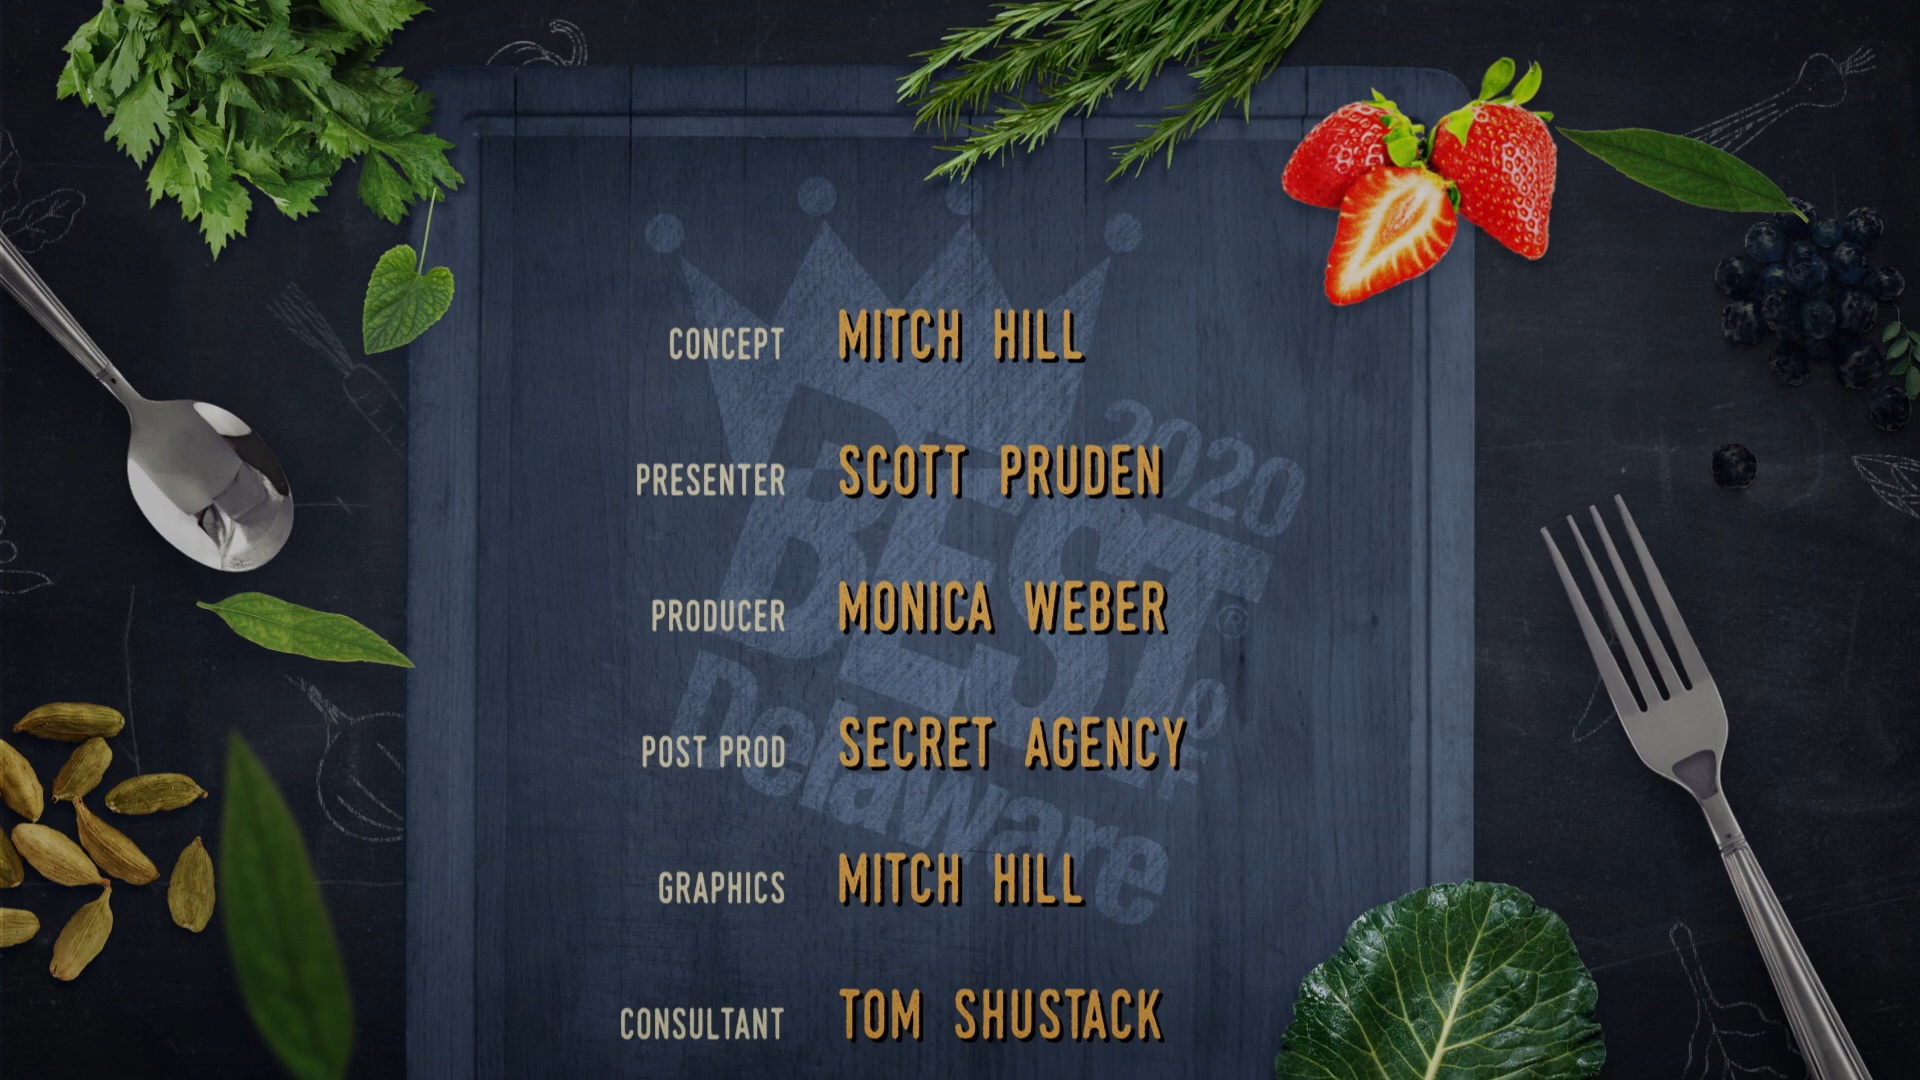 CONCEPT MITCH HILL
2020
PRESENTER SCOTT PRUDEN
BEST
®
PRODUCER MONICA WEBER
OF
POST PROD SECRET AGENCY
Delaware
GRAPHICS MITCH HILL
CONSULTANT TOM SHUSTACK